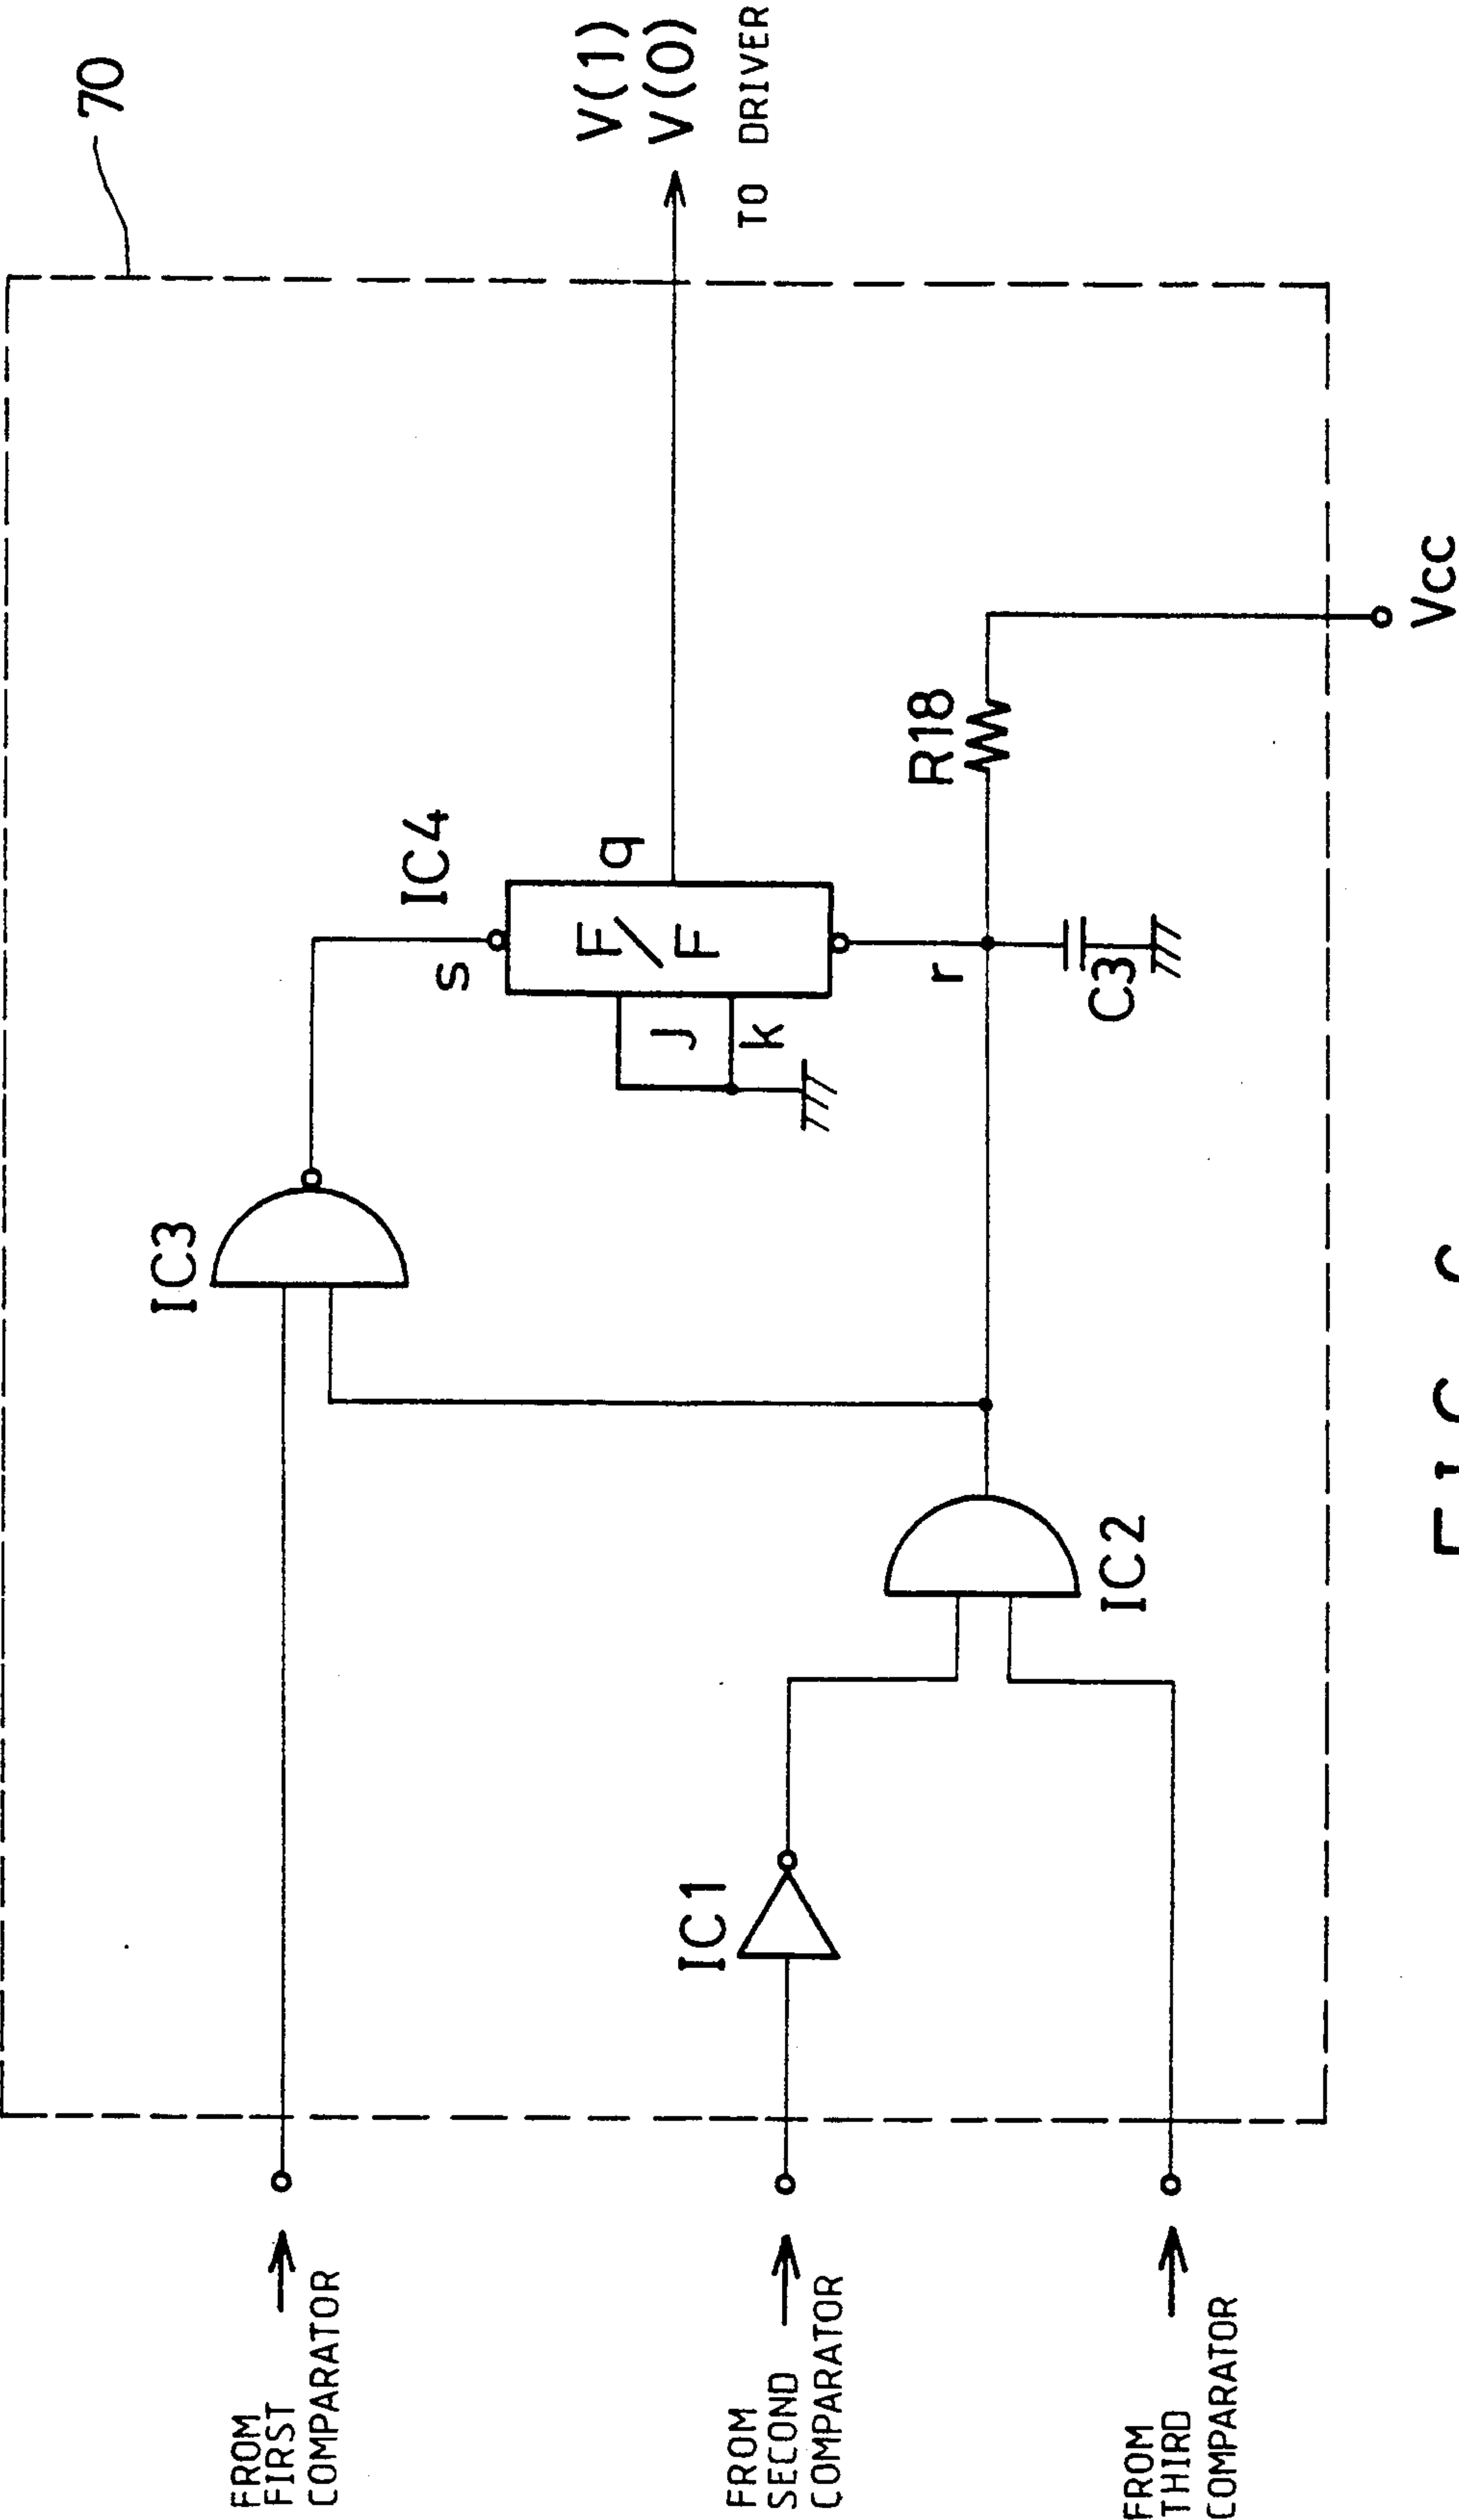 70
V(1)
V(0)
TO DRIVER
IC3
IC4
s
F/F
q
J
K
r
R18
C3
Vcc
IC1
IC2
FROM
FIRST
COMPARATOR
FROM
SECOND
COMPARATOR
FROM
THIRD
COMPARATOR